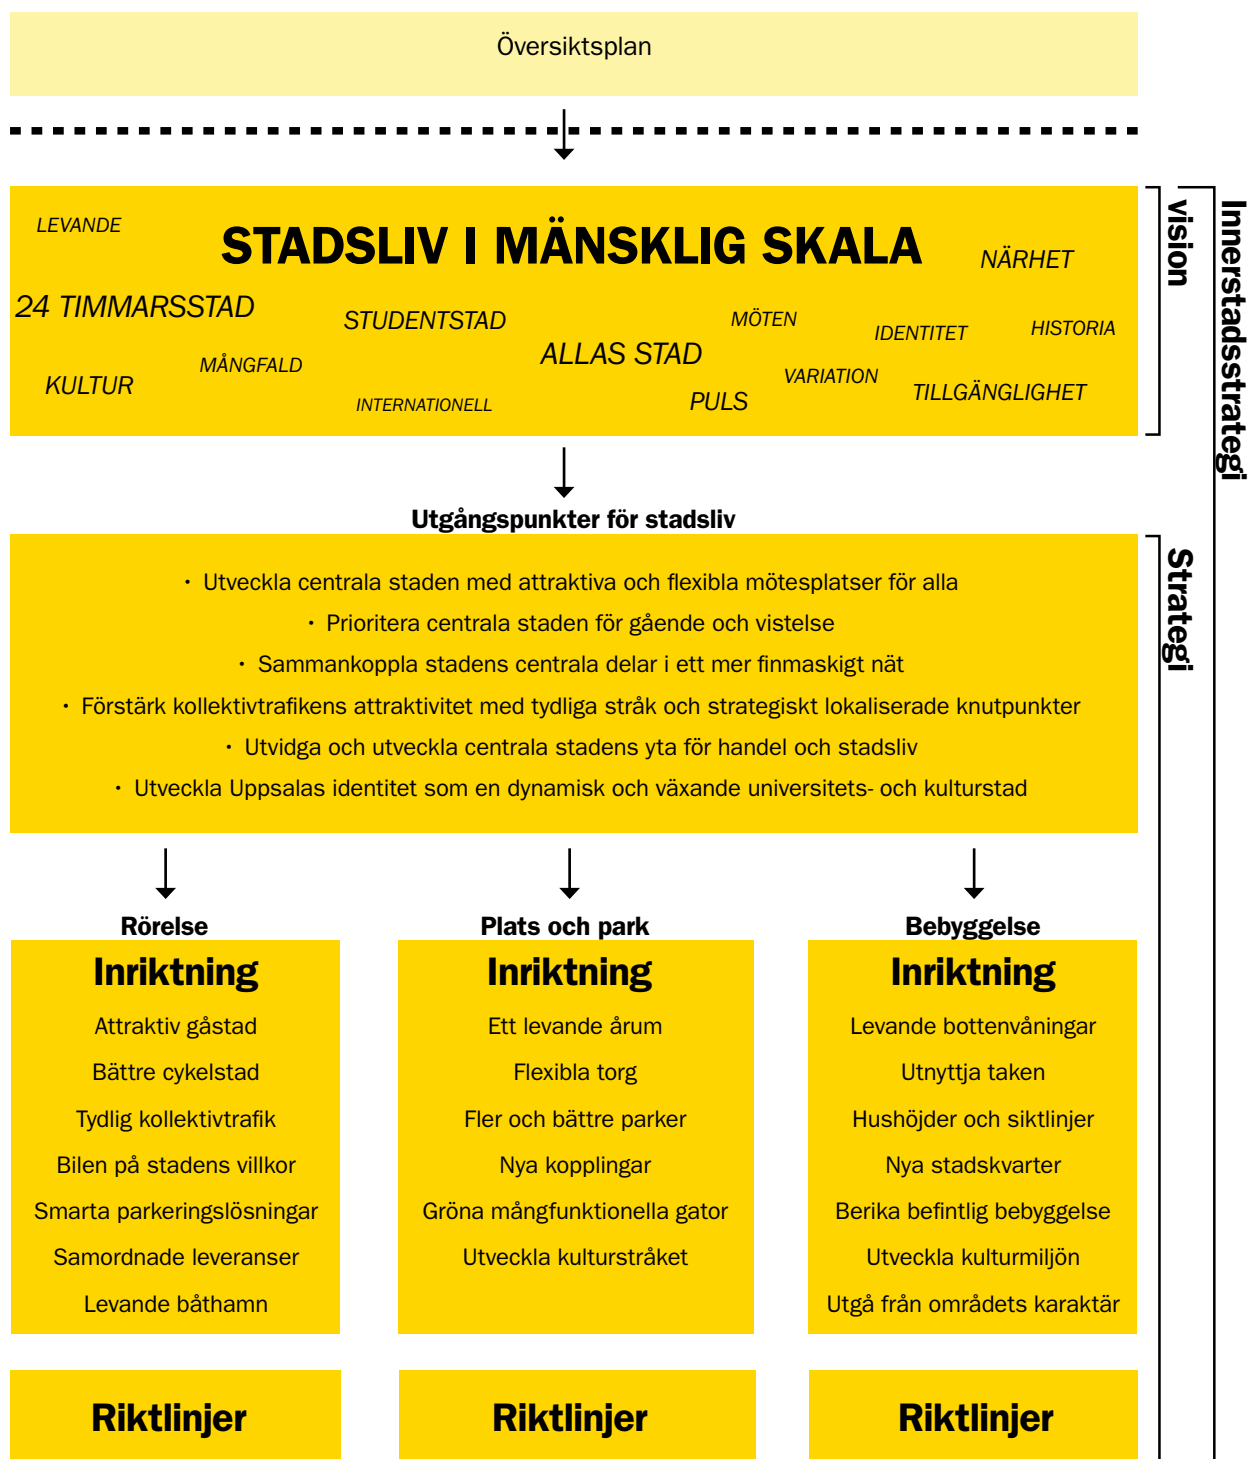 Översiktsplan
LEVANDE
STADSLIV I MÄNSKLIG SKALA
NÄRHET
24 TIMMARSSTAD
STUDENTSTAD
MÖTEN
IDENTITET
HISTORIA
MÅNGFALD
ALLAS STAD
VARIATION
KULTUR
INTERNATIONELL
PULS
TILLGÄNGLIGHET
vision
Innerstadsstrategi
Utgångspunkter för stadsliv
· Utveckla centrala staden med attraktiva och flexibla mötesplatser för alla
· Prioritera centrala staden för gående och vistelse
· Sammankoppla stadens centrala delar i ett mer finmaskigt nät
· Förstärk kollektivtrafikens attraktivitet med tydliga stråk och strategiskt lokaliserade knutpunkter
· Utvidga och utveckla centrala stadens yta för handel och stadsliv
· Utveckla Uppsalas identitet som en dynamisk och växande universitets- och kulturstad
Strategi
Rörelse
Inriktning
Attraktiv gåstad
Bättre cykelstad
Tydlig kollektivtrafik
Bilen på stadens villkor
Smarta parkeringslösningar
Samordnade leveranser
Levande båthamn
Riktlinjer
Plats och park
Inriktning
Ett levande årum
Flexibla torg
Fler och bättre parker
Nya kopplingar
Gröna mångfunktionella gator
Utveckla kulturstråket
Riktlinjer
Bebyggelse
Inriktning
Levande bottenvåningar
Utnyttja taken
Hushöjder och siktlinjer
Nya stadskvarter
Berika befintlig bebyggelse
Utveckla kulturmiljön
Utgå från områdets karaktär
Riktlinjer